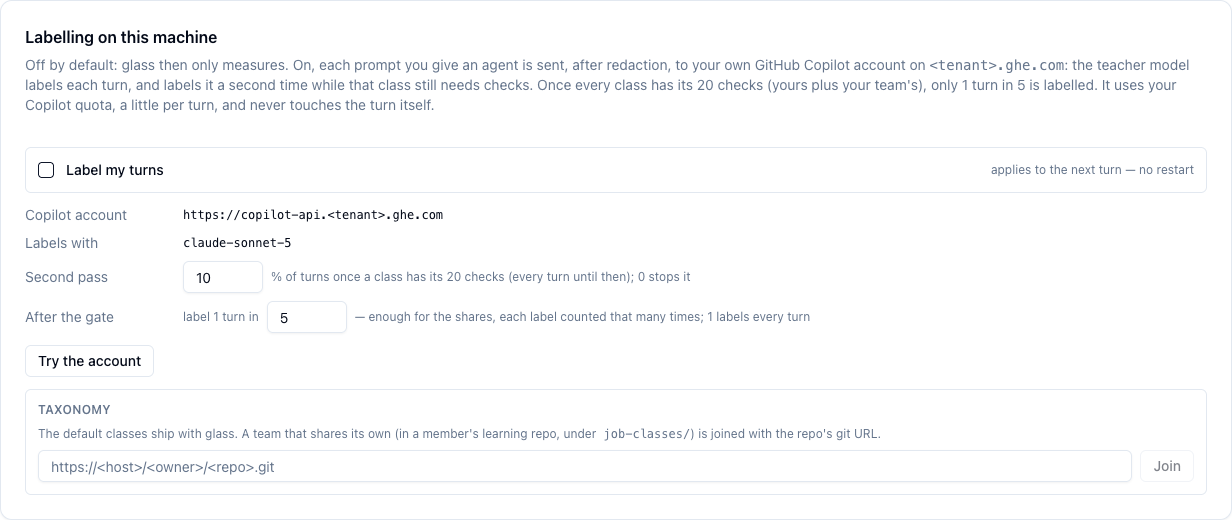 Labelling on this machine
Off by default: glass then only measures. On, each prompt you give an agent is sent, after redaction, to your own GitHub Copilot account on <tenant>.ghe.com: the teacher model
labels each turn, and labels it a second time while that class still needs checks. Once every class has its 20 checks (yours plus your team's), only 1 turn in 5 is labelled. It uses your
Copilot quota, a little per turn, and never touches the turn itself.
Label my turns
applies to the next turn — no restart
Copilot account https://copilot-api.<tenant>.ghe.com
Labels with claude-sonnet-5
Second pass 10 % of turns once a class has its 20 checks (every turn until then); 0 stops it
After the gate label 1 turn in 5 — enough for the shares, each label counted that many times; 1 labels every turn
Try the account
TAXONOMY
The default classes ship with glass. A team that shares its own (in a member's learning repo, under job-classes/) is joined with the repo's git URL.
https://<host>/<owner>/<repo>.git
Join